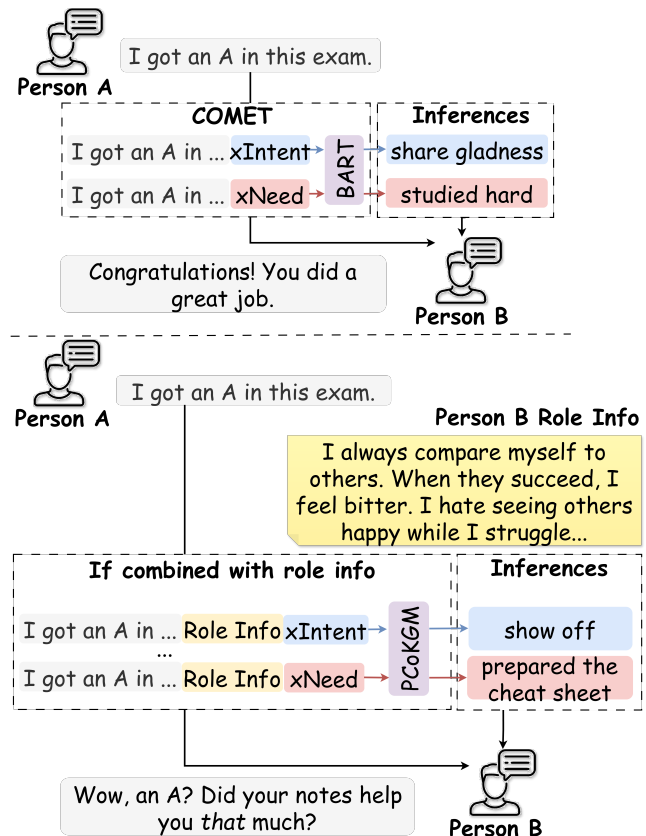 I got an A in this exam.
Person A
COMET
Inferences
I got an A in ... xIntent
BART
share gladness
I got an A in ... xNeed
studied hard
Congratulations! You did a
great job.
Person B
I got an A in this exam.
Person A
Person B Role Info
I always compare myself to
others. When they succeed, I
feel bitter. I hate seeing others
happy while I struggle...
If combined with role info
Inferences
I got an A in ... Role Info xIntent
PCoKGM
show off
...
I got an A in ... Role Info xNeed
prepared the
cheat sheet
Wow, an A? Did your notes help
you that much?
Person B